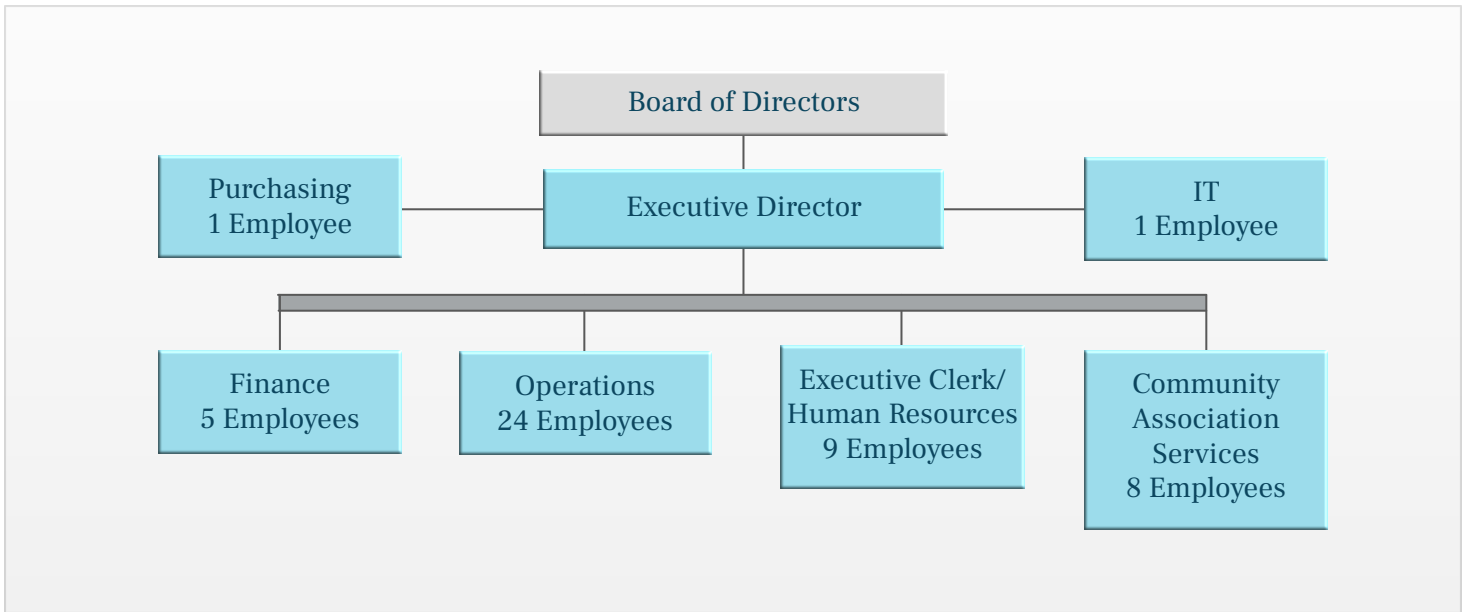 Board of Directors
Purchasing
1 Employee
Executive Director
IT
1 Employee
Finance
5 Employees
Operations
24 Employees
Executive Clerk/
Human Resources
9 Employees
Community
Association
Services
8 Employees